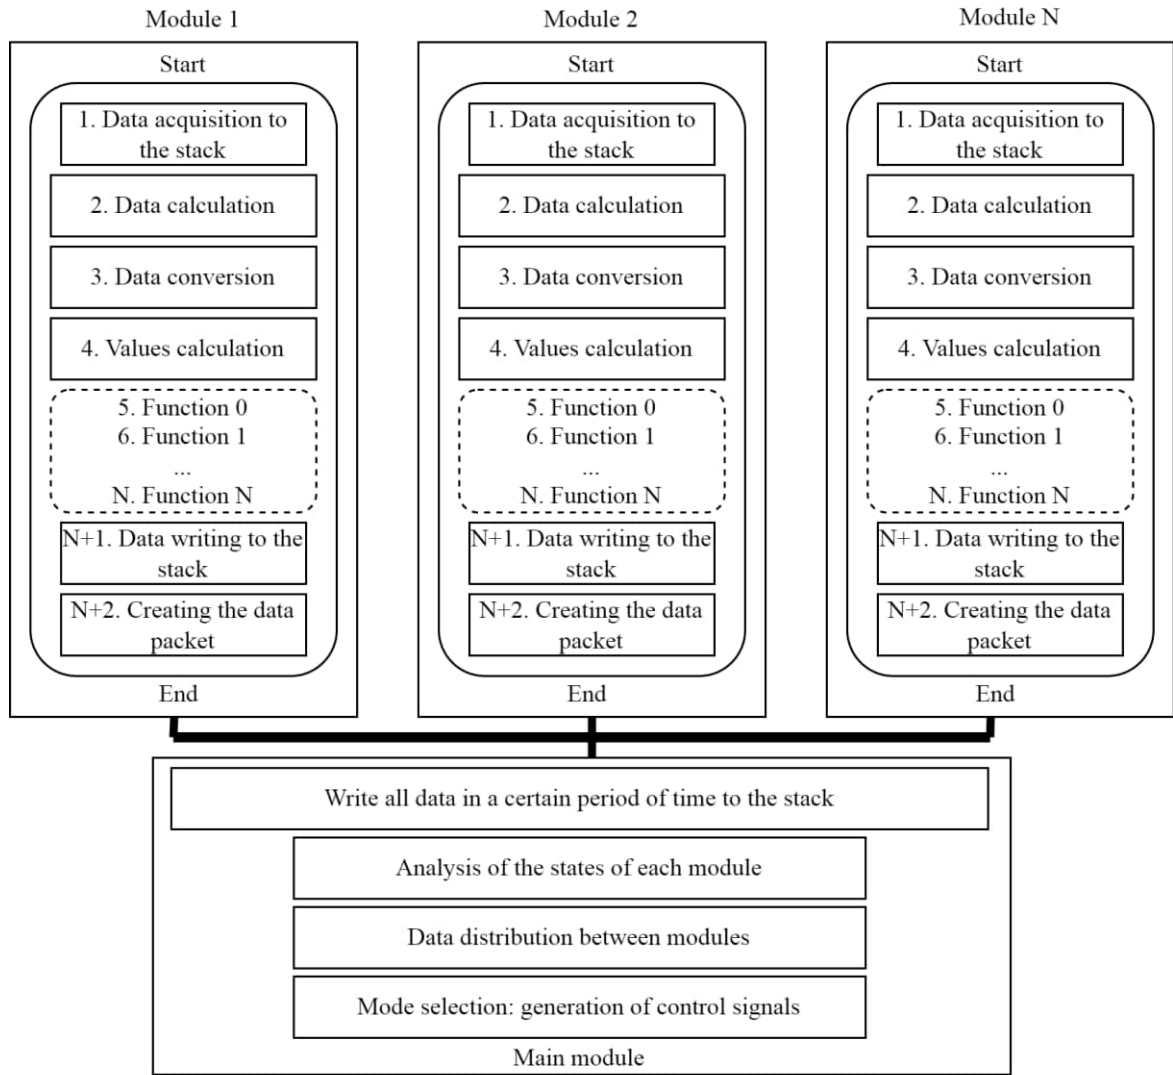 Module 1
Start
1. Data acquisition to
the stack
2. Data calculation
3. Data conversion
4. Values calculation
5. Function 0
6. Function 1
...
N. Function N
N+1. Data writing to the
stack
N+2. Creating the data
packet
End
Module 2
Start
1. Data acquisition to
the stack
2. Data calculation
3. Data conversion
4. Values calculation
5. Function 0
6. Function 1
...
N. Function N
N+1. Data writing to the
stack
N+2. Creating the data
packet
End
Module N
Start
1. Data acquisition to
the stack
2. Data calculation
3. Data conversion
4. Values calculation
5. Function 0
6. Function 1
...
N. Function N
N+1. Data writing to the
stack
N+2. Creating the data
packet
End
Write all data in a certain period of time to the stack
Analysis of the states of each module
Data distribution between modules
Mode selection: generation of control signals
Main module